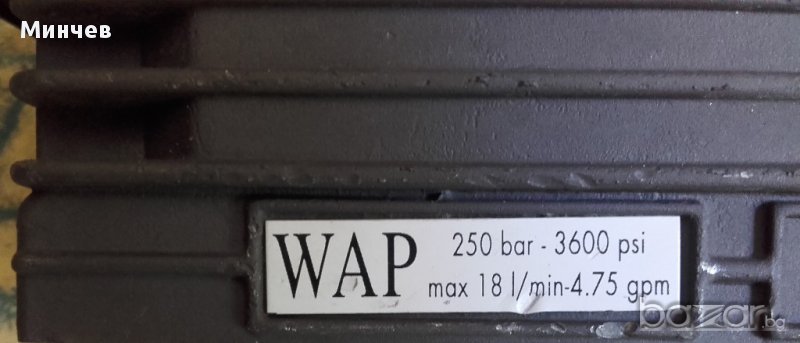 Минчев
WAP
250 bar - 3600 psi
max 18 l/min-4.75 gpm
bazar.bg